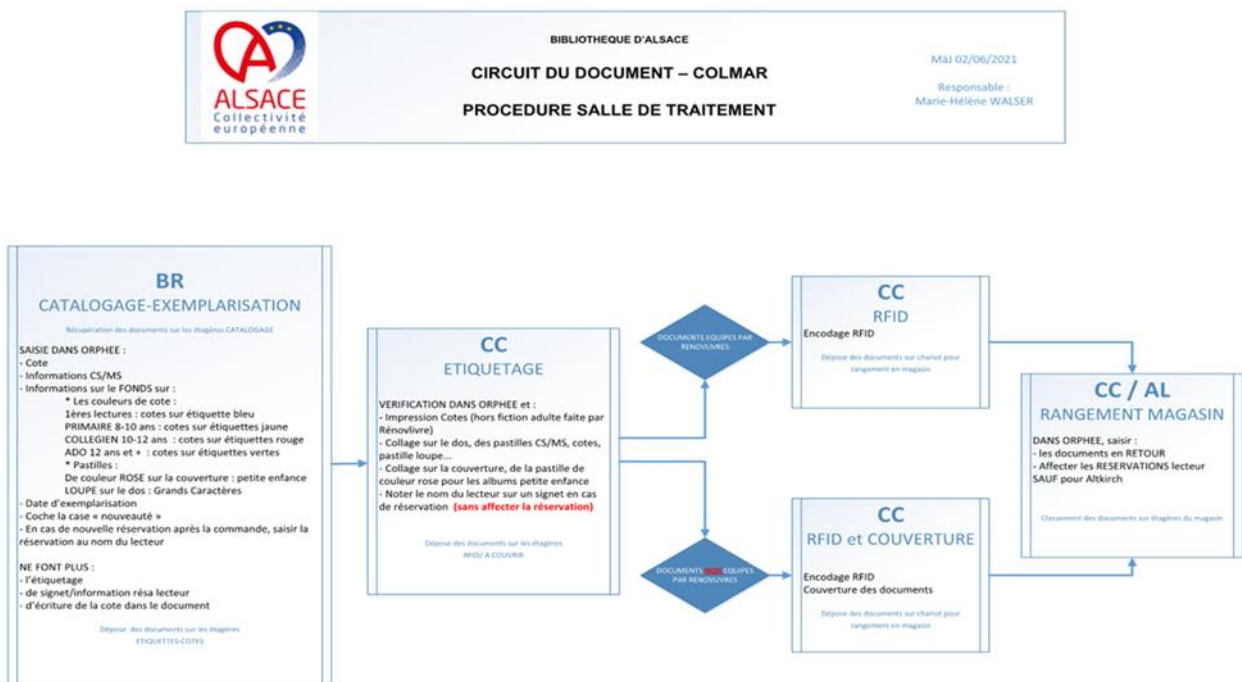 ALSACE
Collectivité
européenne
BIBLIOTHEQUE D'ALSACE
CIRCUIT DU DOCUMENT – COLMAR
PROCEDURE SALLE DE TRAITEMENT
MàJ 02/06/2021
Responsable :
Marie-Hélène WALSER
BR
CATALOGAGE-EXEMPLARISATION
Récupération des documents sur les étagères CATALOGAGE
SAISIE DANS ORPHEE :
- Cote
- Informations CS/MS
- Informations sur le FONDS sur :
* Les couleurs de cote :
1ères lectures : cotes sur étiquette bleu
PRIMAIRE 8-10 ans : cotes sur étiquettes jaune
COLLEGIEN 10-12 ans : cotes sur étiquettes rouge
ADO 12 ans et + : cotes sur étiquettes vertes
* Pastilles :
De couleur ROSE sur la couverture : petite enfance
LOUPE sur le dos : Grands Caractères
- Date d'exemplarisation
- Coche la case « nouveauté »
- En cas de nouvelle réservation après la commande, saisir la
réservation au nom du lecteur
NE FONT PLUS :
- l'étiquetage
- de signet/information résa lecteur
- d'écriture de la cote dans le document
Dépose des documents sur les étagères
ETIQUETTES-COTES
CC
ETIQUETAGE
VERIFICATION DANS ORPHEE et :
- Impression Cotes (hors fiction adulte faite par
Rénovlivre)
- Collage sur le dos, des pastilles CS/MS, cotes,
pastille loupe...
- Collage sur la couverture, de la pastille de
couleur rose pour les albums petite enfance
- Noter le nom du lecteur sur un signet en cas
de réservation (sans affecter la réservation)
Dépose des documents sur les étagères
RFID/ A COUVRIR
DOCUMENTS EQUIPES PAR
RENOVLIVRES
CC
RFID
Encodage RFID
Dépose des documents sur chariot pour
rangement en magasin
DOCUMENTS NON EQUIPES
PAR RENOVLIVRES
CC
RFID et COUVERTURE
Encodage RFID
Couverture des documents
Dépose des documents sur chariot pour
rangement en magasin
CC / AL
RANGEMENT MAGASIN
DANS ORPHEE, saisir :
- les documents en RETOUR
- Affecter les RESERVATIONS lecteur
SAUF pour Altkirch
Classement des documents sur étagères du magasin